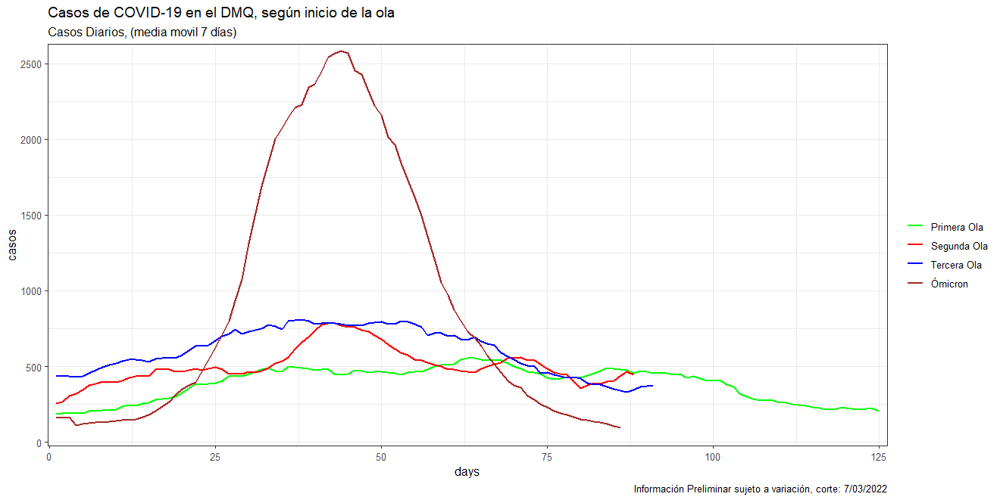 Casos de COVID-19 en el DMQ, según inicio de la ola
Casos Diarios, (media movil 7 días)
2500
2000
1500
1000
500
0
casos
0 25 50 75 100 125
days
Primera Ola
Segunda Ola
Tercera Ola
Ómicron
Información Preliminar sujeto a variación, corte: 7/03/2022